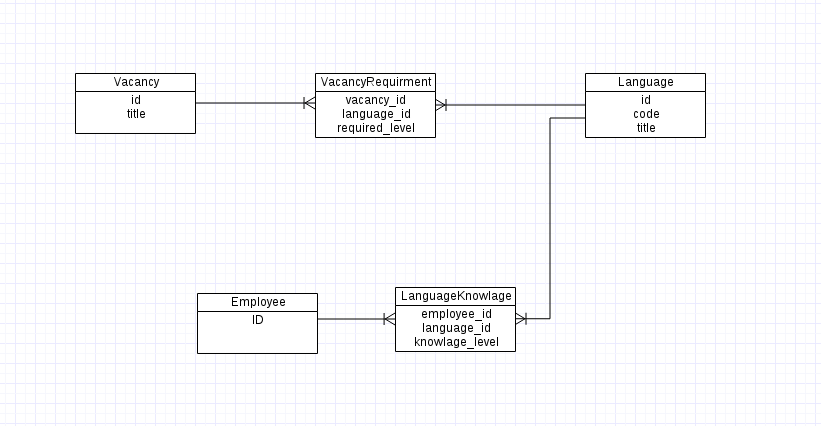 Vacancy
id
title
VacancyRequirment
vacancy_id
language_id
required_level
Language
id
code
title
Employee
ID
LanguageKnowlage
employee_id
language_id
knowlage_level